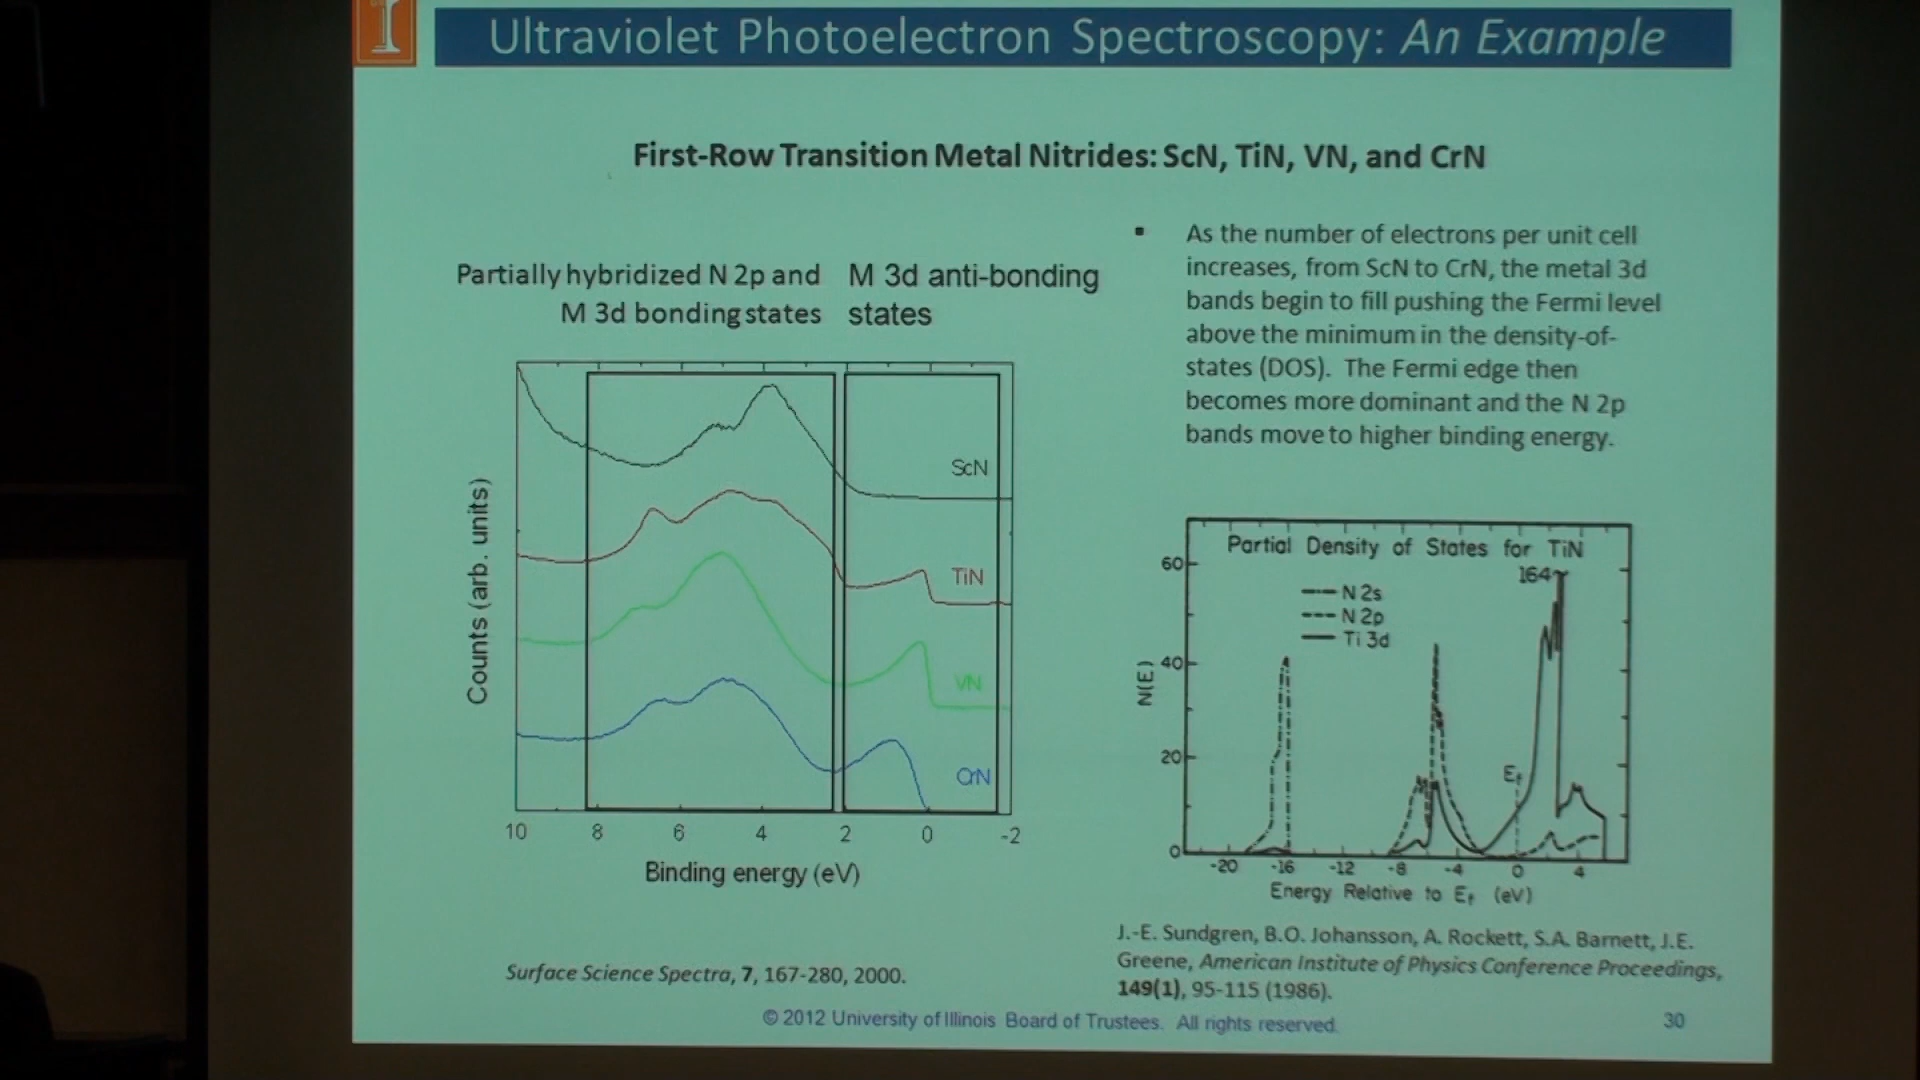 I
Ultraviolet Photoelectron Spectroscopy: An Example
First-Row Transition Metal Nitrides: ScN, TiN, VN, and CrN
Partially hybridized N 2p and
M 3d bonding states
M 3d anti-bonding
states
ScN
TiN
VN
CrN
Counts (arb. units)
10 8 6 4 2 0 -2
Binding energy (eV)
Surface Science Spectra, 7, 167-280, 2000.
▪ As the number of electrons per unit cell
increases, from ScN to CrN, the metal 3d
bands begin to fill pushing the Fermi level
above the minimum in the density-of-
states (DOS). The Fermi edge then
becomes more dominant and the N 2p
bands move to higher binding energy.
Partial Density of States for TiN
164
N 2s
N 2p
Ti 3d
Ef
N(E)
60
40
20
0
-20 -16 -12 -8 -4 0 4
Energy Relative to Ef (eV)
J.-E. Sundgren, B.O. Johansson, A. Rockett, S.A. Barnett, J.E.
Greene, American Institute of Physics Conference Proceedings,
149(1), 95-115 (1986).
© 2012 University of Illinois Board of Trustees. All rights reserved.
30